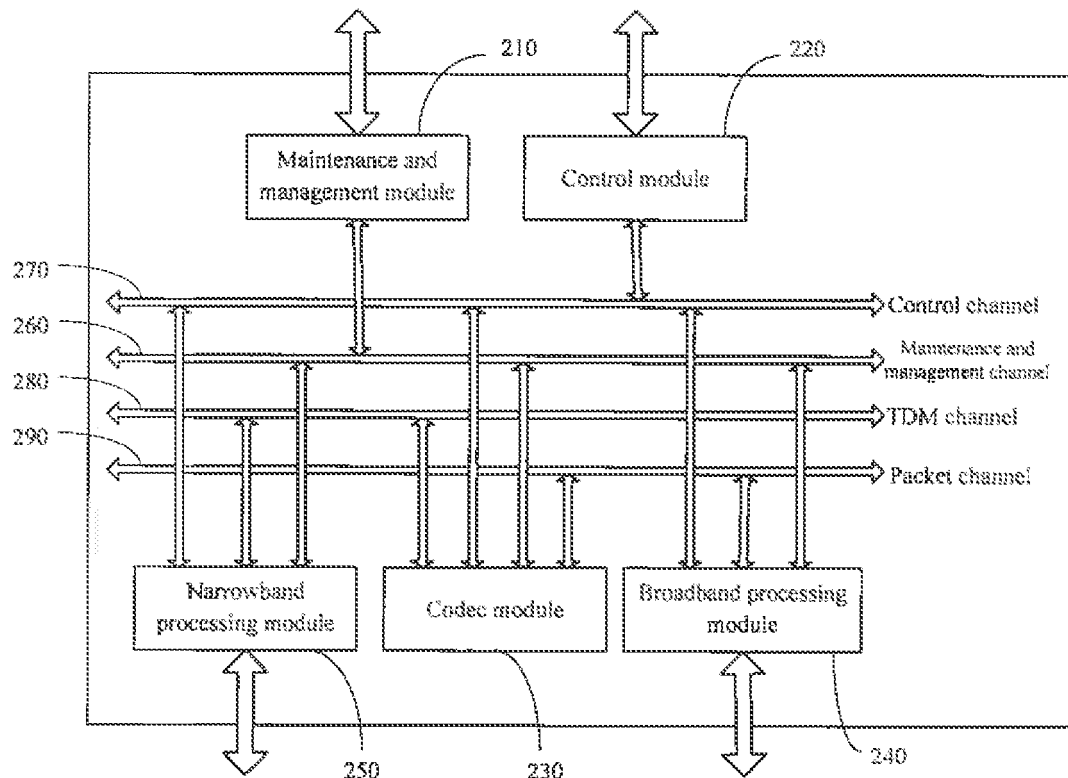 210
220
Maintenance and
management module
Control module
270
Control channel
260
Maintenance and
management channel
280
TDM channel
290
Packet channel
Narrowband
processing module
Codec module
Broadband processing
module
250
230
240